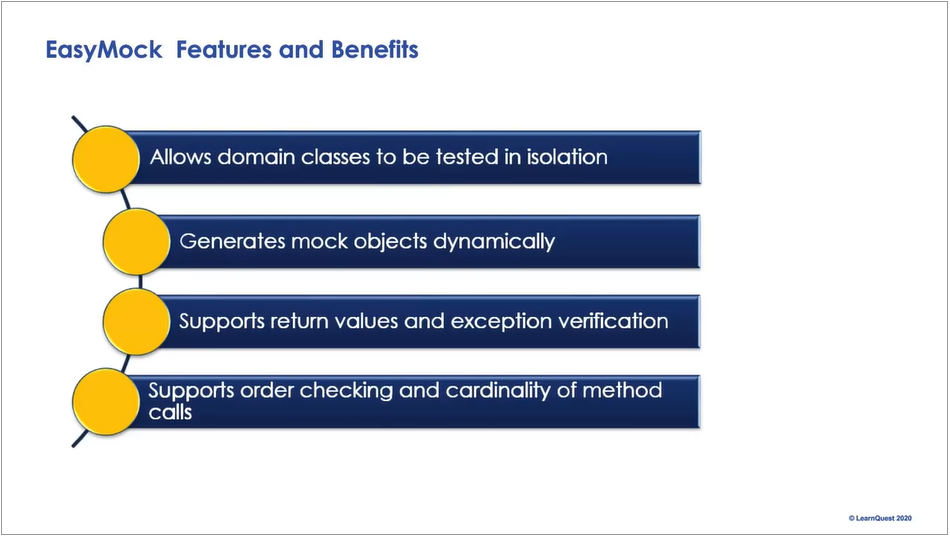 EasyMock Features and Benefits
Allows domain classes to be tested in isolation
Generates mock objects dynamically
Supports return values and exception verification
Supports order checking and cardinality of method
calls
© LearnQuest 2020